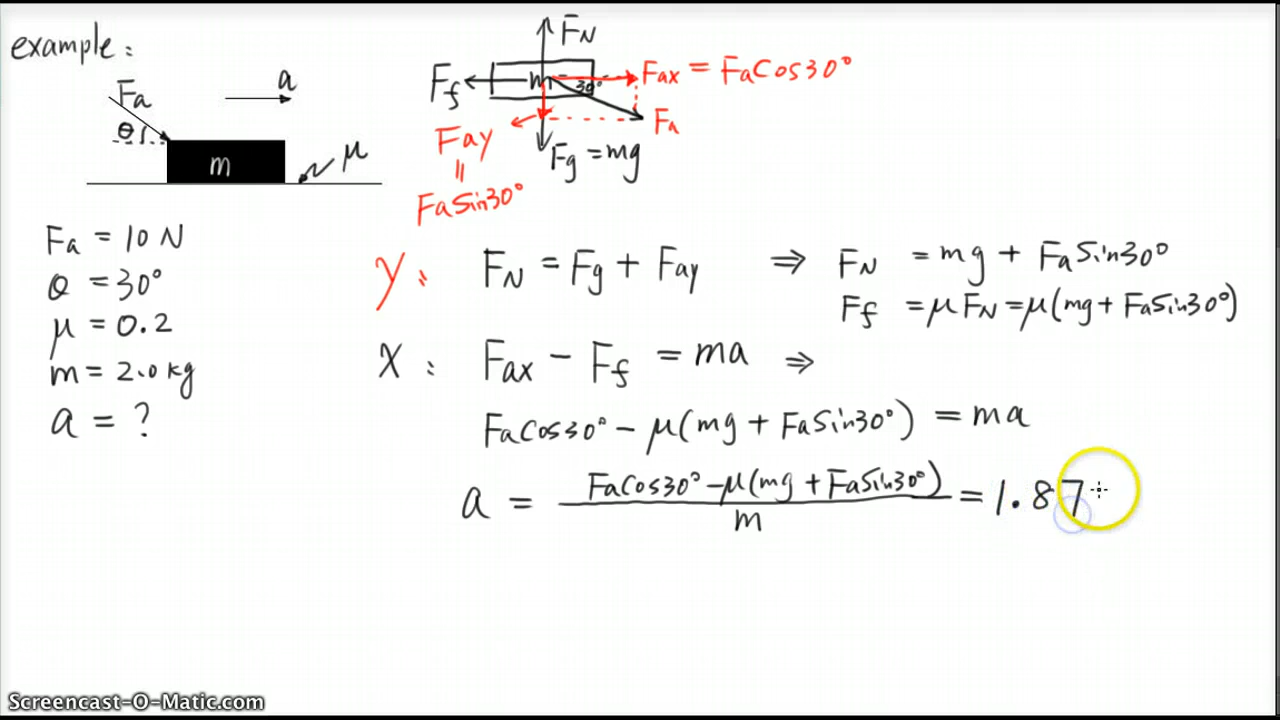 example:
Fa
a
θ
m
μ
Fa = 10 N
θ = 30°
μ = 0.2
m = 2.0 kg
a = ?
FN
Ff
m
30°
Fax = FaCos30°
Fa
Fay
=
FaSin30°
Fg = mg
Y: FN = Fg + Fay ⇒ FN = mg + FaSin30°
Ff = μFN = μ(mg + FaSin30°)
X: Fax - Ff = ma ⇒
FaCos30° - μ(mg + FaSin30°) = ma
a = FaCos30° - μ(mg + FaSin30°) / m = 1.87
Screencast-O-Matic.com